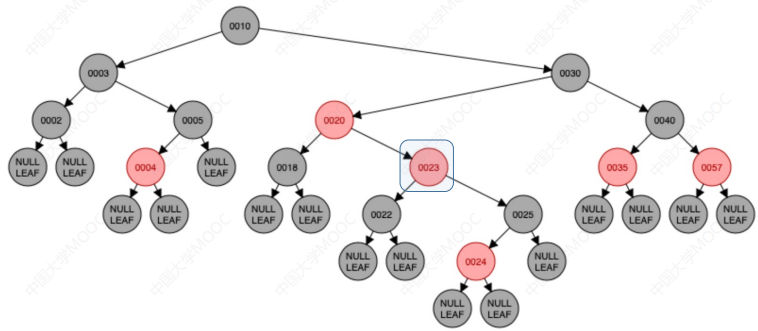 0010
0003
0030
0002
0005
0020
0040
NULL
LEAF
NULL
LEAF
0004
NULL
LEAF
0018
0023
0035
0057
NULL
LEAF
NULL
LEAF
NULL
LEAF
NULL
LEAF
0022
0025
NULL
LEAF
NULL
LEAF
NULL
LEAF
NULL
LEAF
NULL
LEAF
NULL
LEAF
0024
NULL
LEAF
NULL
LEAF
NULL
LEAF
中国大学MOOC